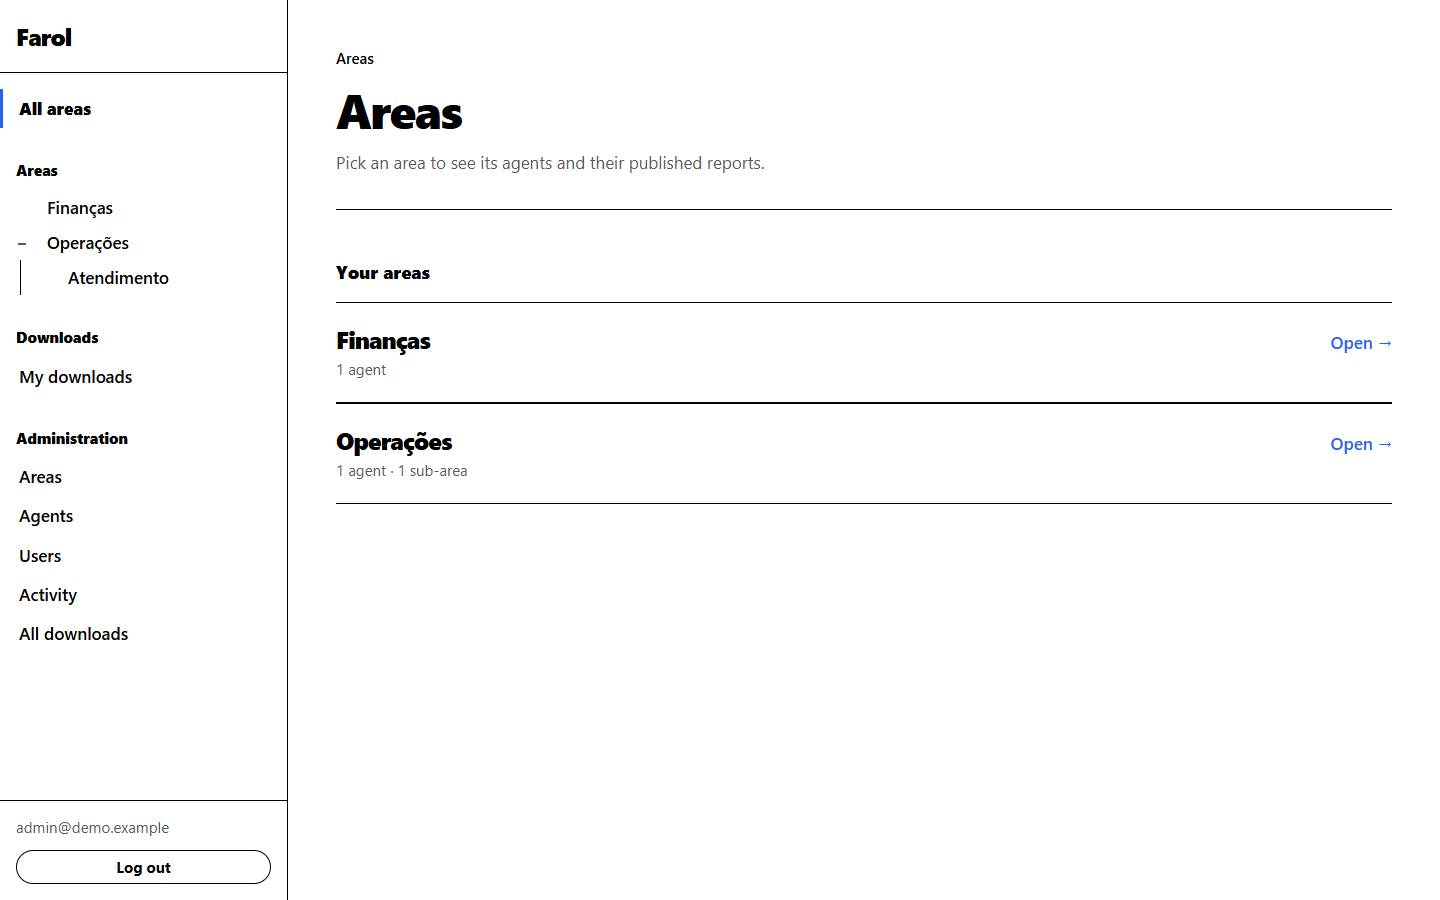 Farol
All areas
Areas
Finanças
– Operações
Atendimento
Downloads
My downloads
Administration
Areas
Agents
Users
Activity
All downloads
admin@demo.example
Log out
Areas
Areas
Pick an area to see its agents and their published reports.
Your areas
Finanças
Open →
1 agent
Operações
Open →
1 agent · 1 sub-area